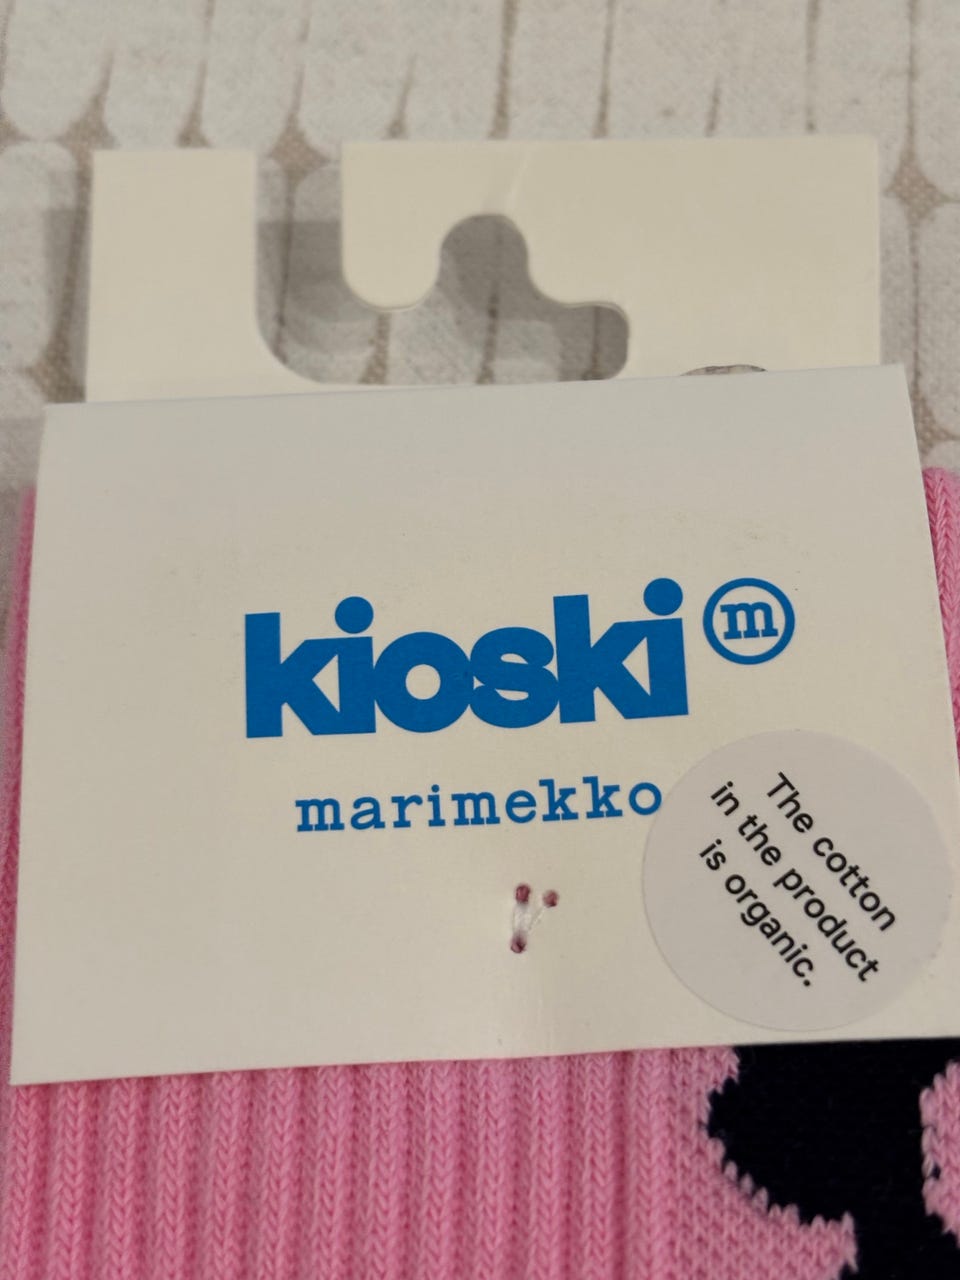 kioski m
marimekko
The cotton
in the product
is organic.